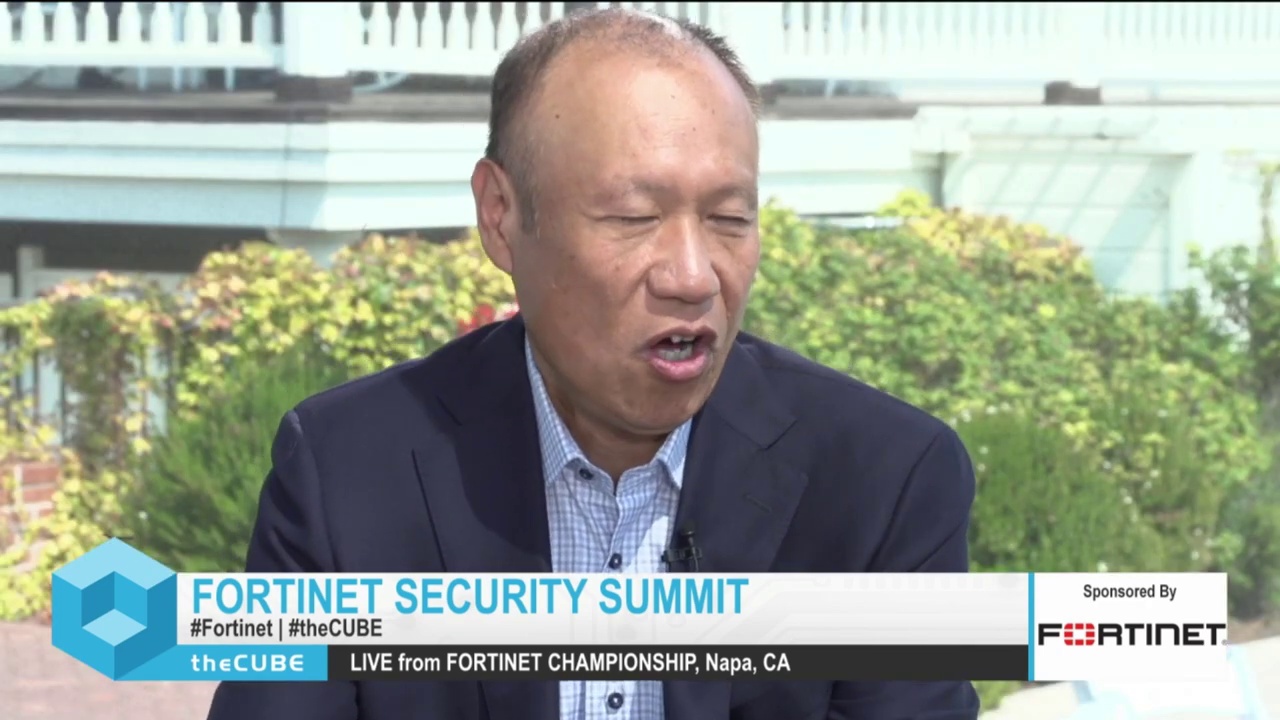 FORTINET SECURITY SUMMIT
#Fortinet | #theCUBE
theCUBE
LIVE from FORTINET CHAMPIONSHIP, Napa, CA
Sponsored By
FORTINET